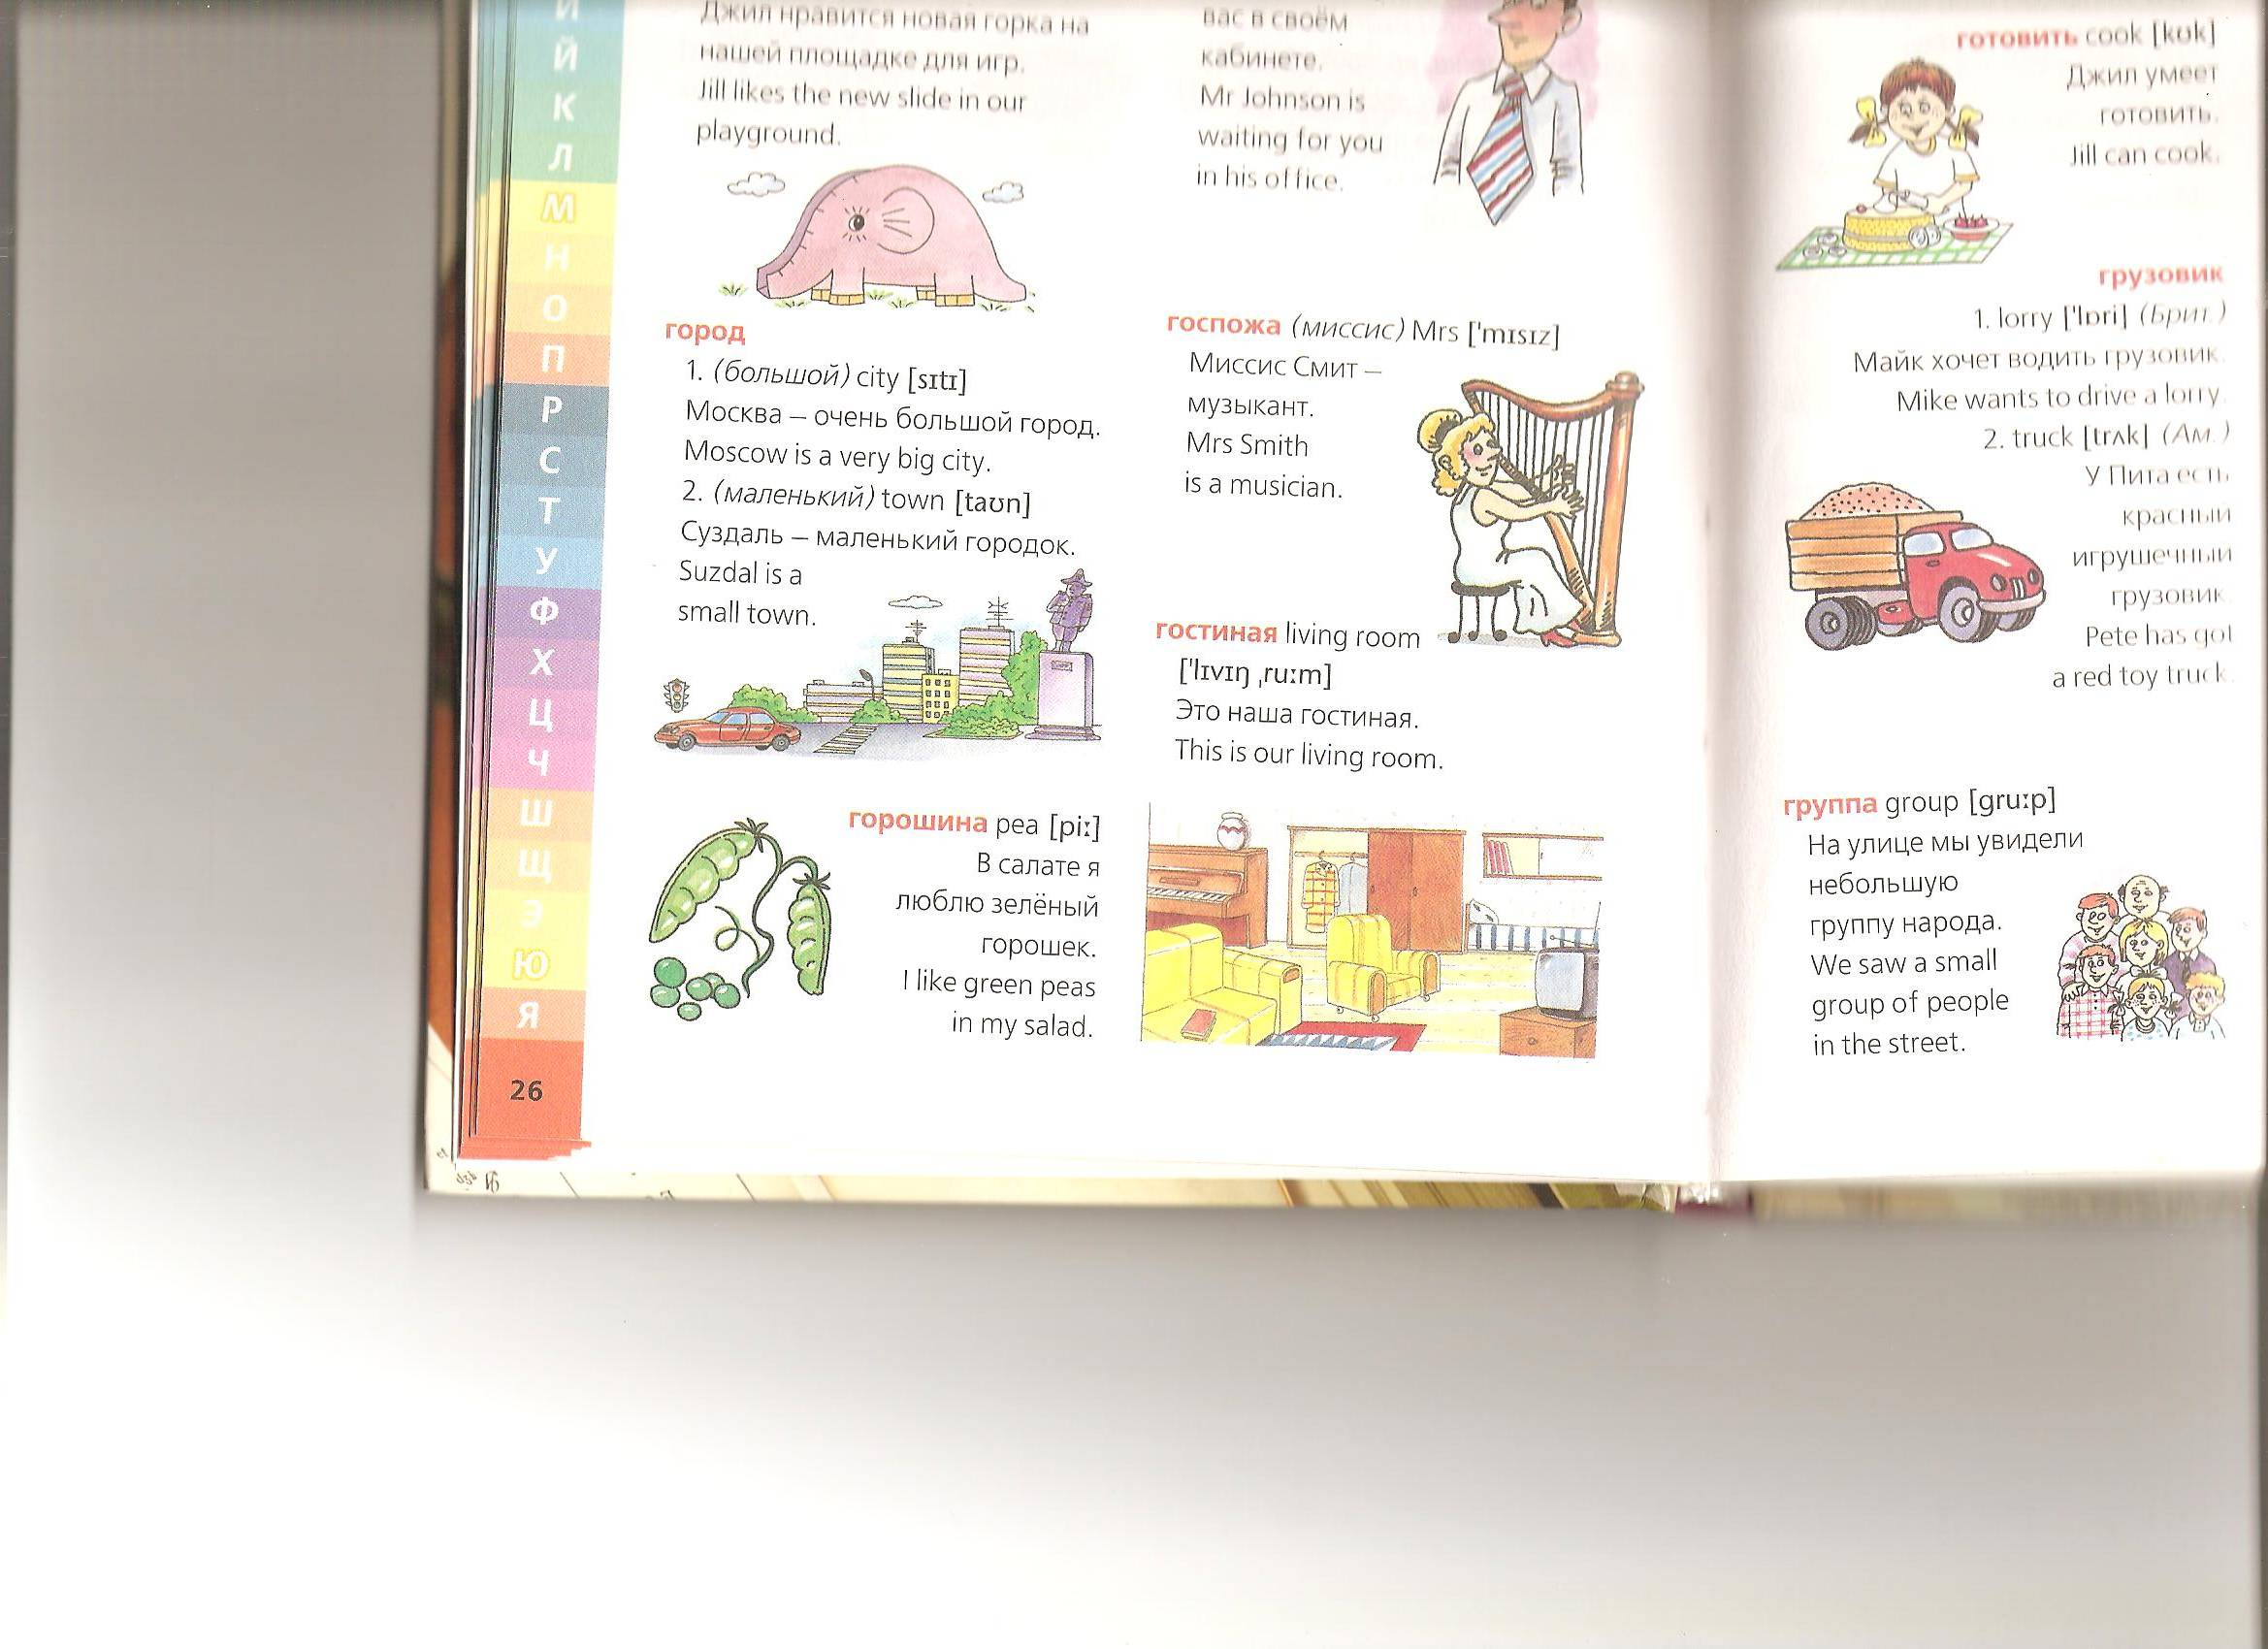 Й
К
Л
М
Н
О
П
Р
С
Т
У
Ф
Х
Ц
Ч
Ш
Щ
Э
Ю
Я
26
Джил нравится новая горка на
нашей площадке для игр.
Jill likes the new slide in our
playground.
город
1. (большой) city [sɪtɪ]
Москва – очень большой город.
Moscow is a very big city.
2. (маленький) town [taʊn]
Суздаль – маленький городок.
Suzdal is a
small town.
горошина pea [piː]
В салате я
люблю зелёный
горошек.
I like green peas
in my salad.
вас в своём
кабинете.
Mr Johnson is
waiting for you
in his office.
госпожа (миссис) Mrs ['mɪsɪz]
Миссис Смит –
музыкант.
Mrs Smith
is a musician.
гостиная living room
['lɪvɪŋ ˌruːm]
Это наша гостиная.
This is our living room.
готовить cook [kʊk]
Джил умеет
готовить.
Jill can cook.
грузовик
1. lorry ['lɒri] (Брит.)
Майк хочет водить грузовик.
Mike wants to drive a lorry.
2. truck [trʌk] (Ам.)
У Пита есть
красный
игрушечный
грузовик.
Pete has got
a red toy truck.
группа group [gruːp]
На улице мы увидели
небольшую
группу народа.
We saw a small
group of people
in the street.